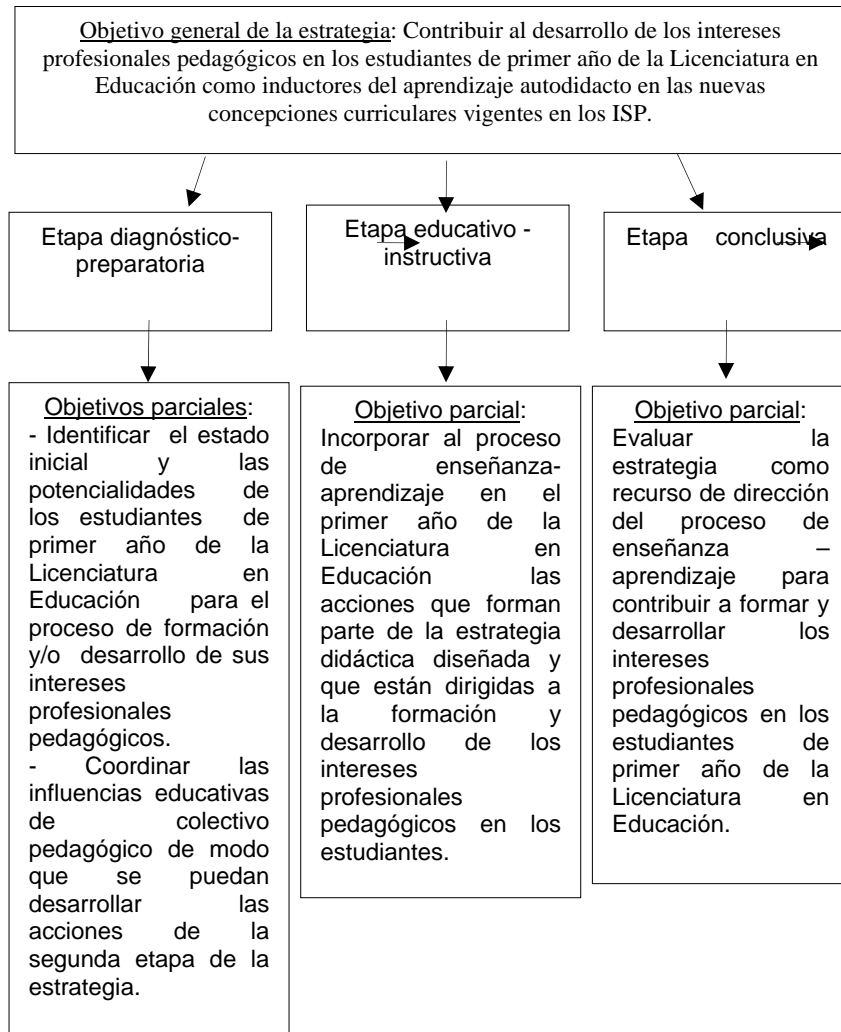 Objetivo general de la estrategia: Contribuir al desarrollo de los intereses
profesionales pedagógicos en los estudiantes de primer año de la Licenciatura en
Educación como inductores del aprendizaje autodidacto en las nuevas
concepciones curriculares vigentes en los ISP.
Etapa diagnóstico-
preparatoria
Etapa educativo -
instructiva
Etapa conclusiva
Objetivos parciales:
- Identificar el estado
inicial y las
potencialidades de
los estudiantes de
primer año de la
Licenciatura en
Educación para el
proceso de formación
y/o desarrollo de sus
intereses
profesionales
pedagógicos.
- Coordinar las
influencias educativas
de colectivo
pedagógico de modo
que se puedan
desarrollar las
acciones de la
segunda etapa de la
estrategia.
Objetivo parcial:
Incorporar al proceso
de enseñanza-
aprendizaje en el
primer año de la
Licenciatura en
Educación las
acciones que forman
parte de la estrategia
didáctica diseñada y
que están dirigidas a
la formación y
desarrollo de los
intereses
profesionales
pedagógicos en los
estudiantes.
Objetivo parcial:
Evaluar la
estrategia como
recurso de dirección
del proceso de
enseñanza –
aprendizaje para
contribuir a formar y
desarrollar los
intereses
profesionales
pedagógicos en los
estudiantes de
primer año de la
Licenciatura en
Educación.